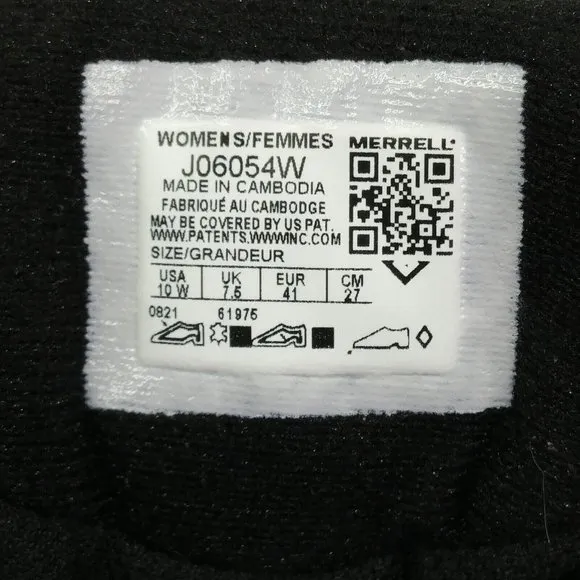 WOMENS/FEMMES
MERRELL
J06054W
MADE IN CAMBODIA
FABRIQUÉ AU CAMBODGE
MAY BE COVERED BY US PAT.
WWW.PATENTS.WWWINC.COM
SIZE/GRANDEUR
USA UK EUR CM
10 W 7.5 41 27
0821 61975